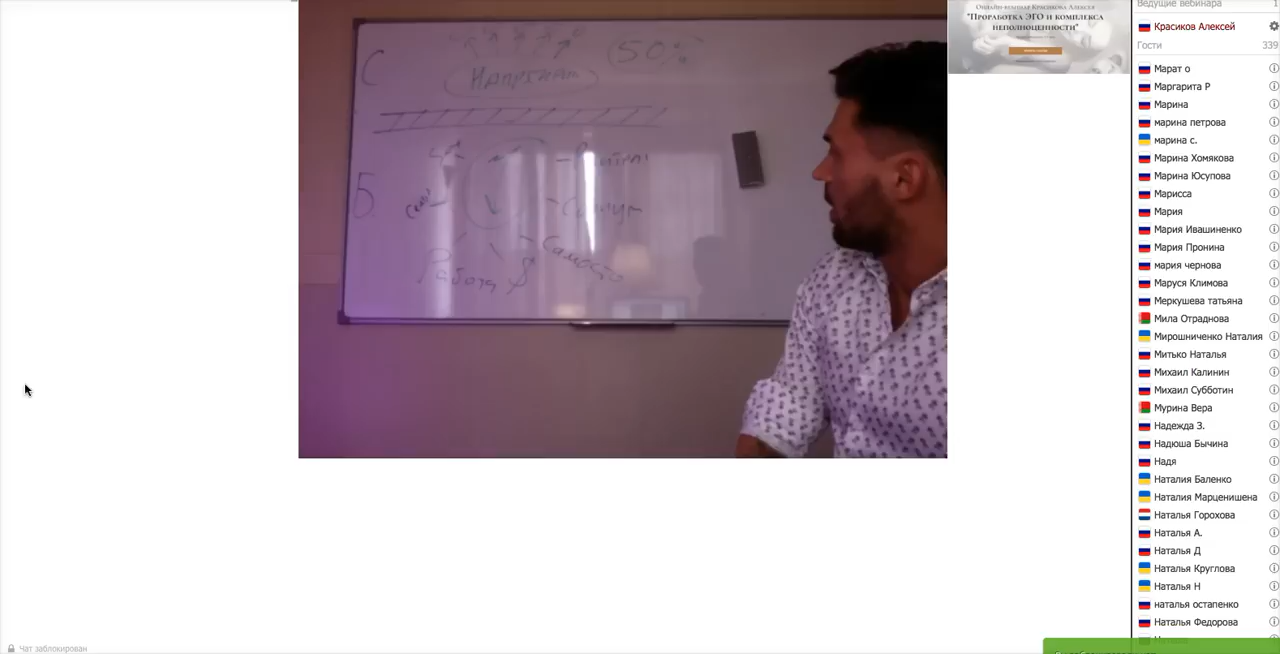 Ведущие вебинара 1
Красиков Алексей
Гости 339
Марат о
Маргарита Р
Марина
марина петрова
марина с.
Марина Хомякова
Марина Юсупова
Марисса
Мария
Мария Ивашиненко
Мария Пронина
мария чернова
Маруся Климова
Меркушева татьяна
Мила Отраднова
Мирошниченко Наталия
Митько Наталья
Михаил Калинин
Михаил Субботин
Мурина Вера
Надежда З.
Надюша Бычина
Надя
Наталия Баленко
Наталия Марценишена
Наталья Горохова
Наталья А.
Наталья Д
Наталья Круглова
Наталья Н
наталья остапенко
Наталья Федорова
Онлайн-вебинар Красикова Алексея
"Проработка ЭГО и комплекса
неполноценности"
С 50%
Б
Чат заблокирован